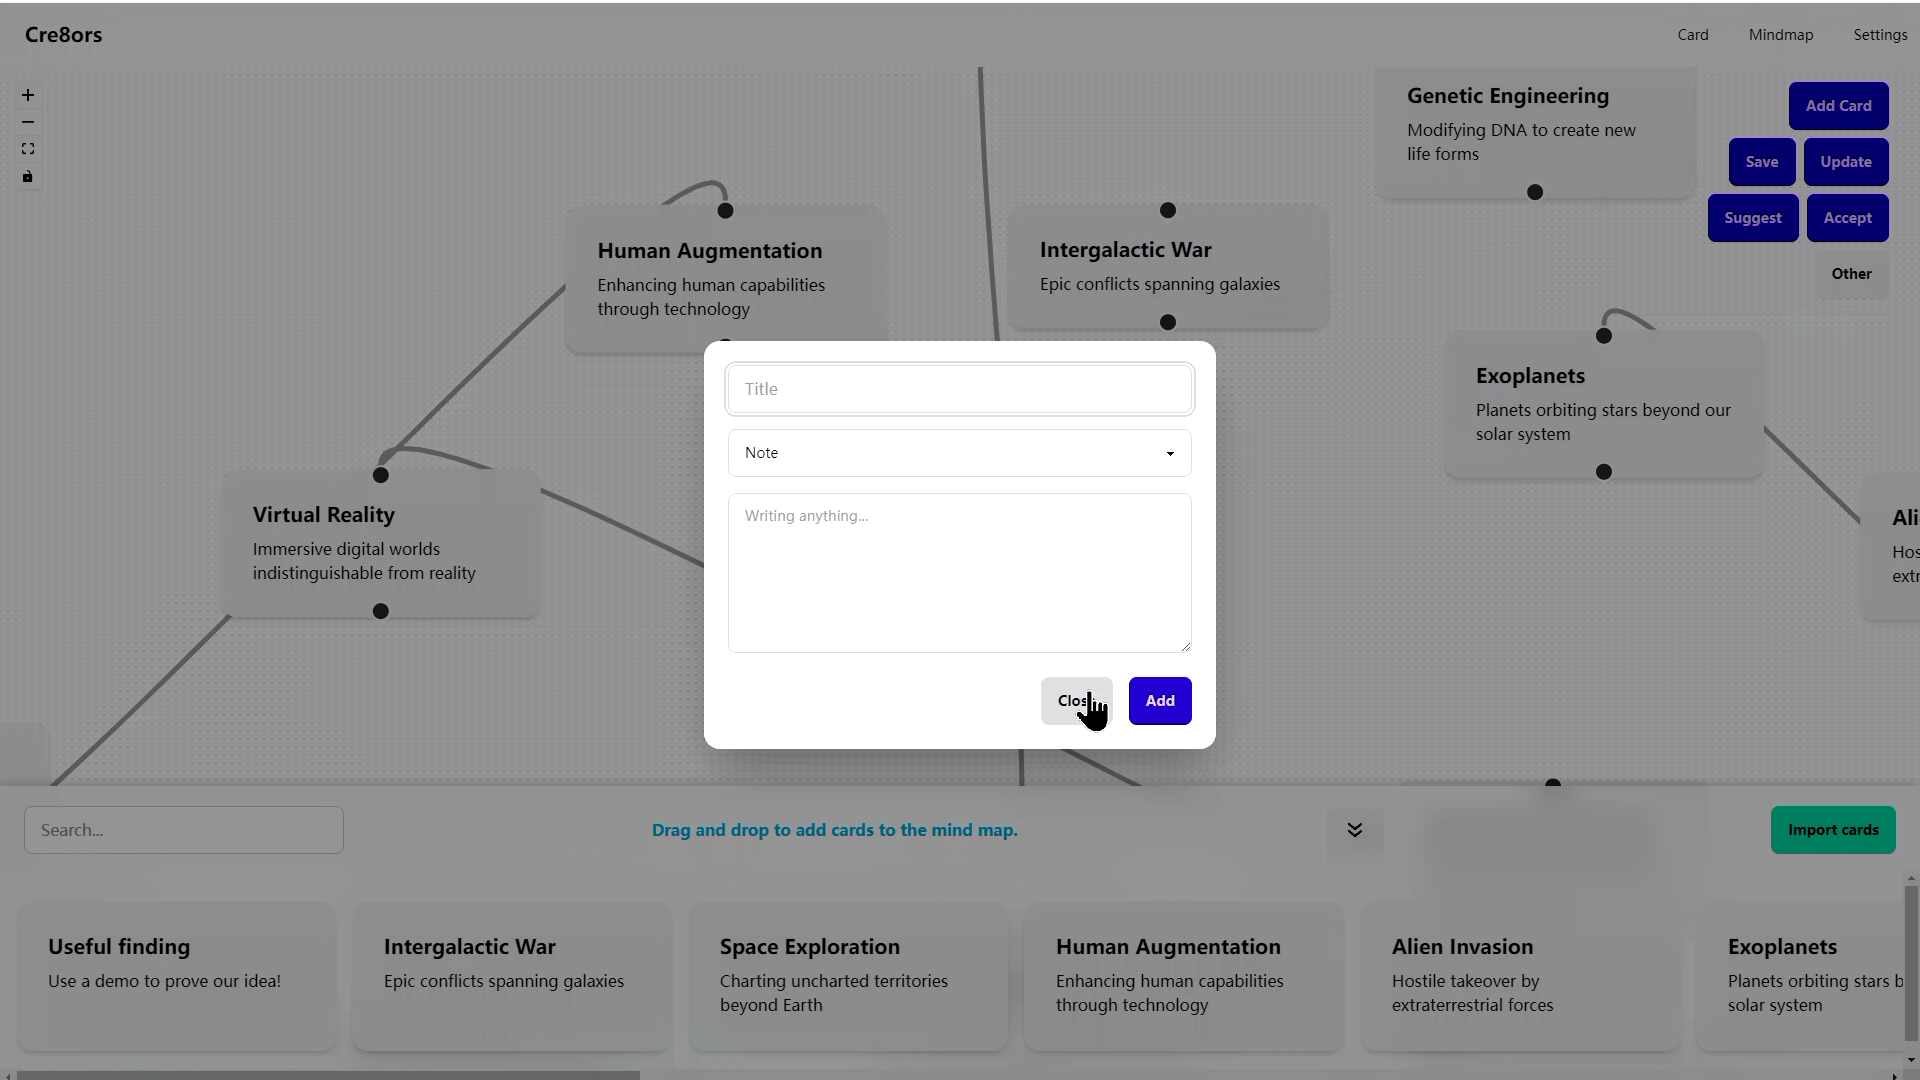 Cre8ors
Card
Mindmap
Settings
Genetic Engineering
Modifying DNA to create new
life forms
Add Card
Save
Update
Suggest
Accept
Other
Human Augmentation
Enhancing human capabilities
through technology
Intergalactic War
Epic conflicts spanning galaxies
Exoplanets
Planets orbiting stars beyond our
solar system
Title
Note
Writing anything...
Add
Virtual Reality
Immersive digital worlds
indistinguishable from reality
Search...
Drag and drop to add cards to the mind map.
Import cards
Useful finding
Use a demo to prove our idea!
Intergalactic War
Epic conflicts spanning galaxies
Space Exploration
Charting uncharted territories
beyond Earth
Human Augmentation
Enhancing human capabilities
through technology
Alien Invasion
Hostile takeover by
extraterrestrial forces
Exoplanets
Planets orbiting stars
solar system